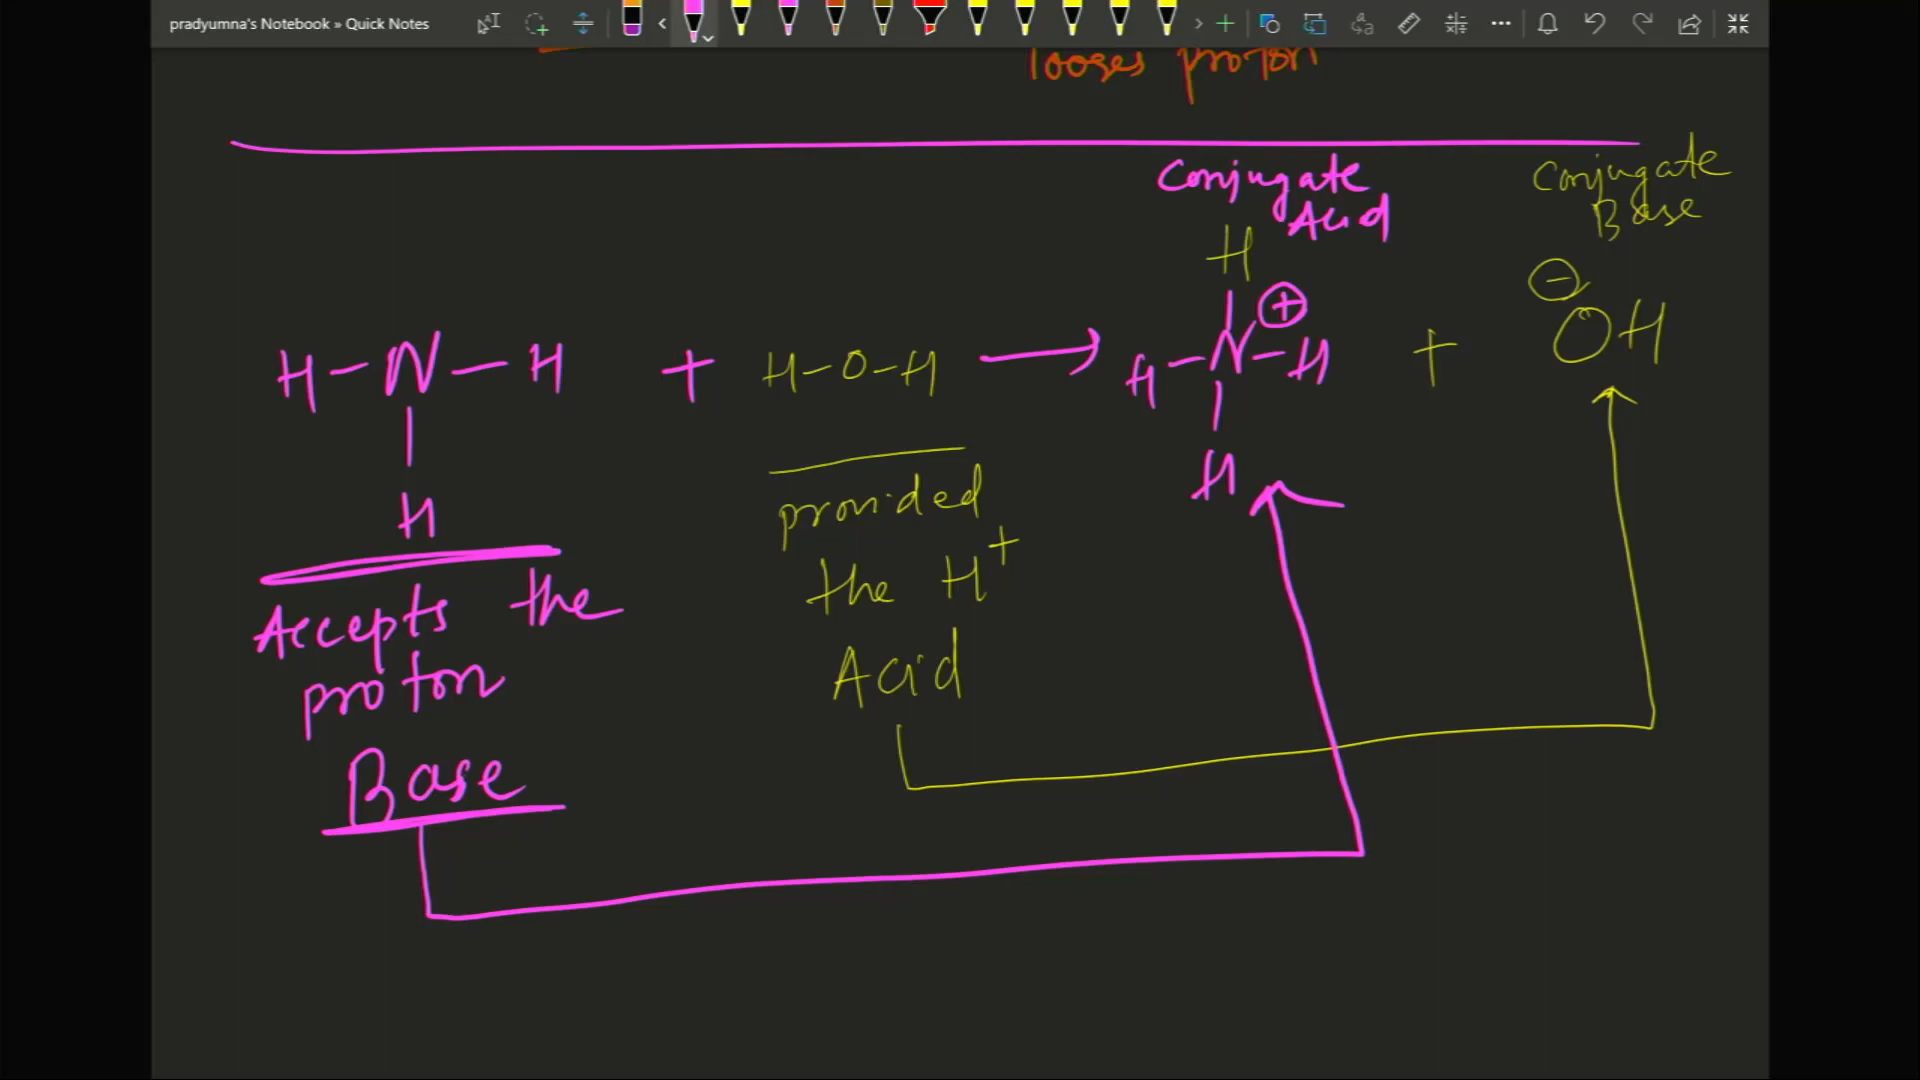 pradyumna's Notebook » Quick Notes
looses proton
Conjugate Acid
Conjugate Base
H
H-N-H + H-O-H → H-N-H + OH
⊕
⊖
H
H
Accepts the proton
Base
provided the H+
Acid